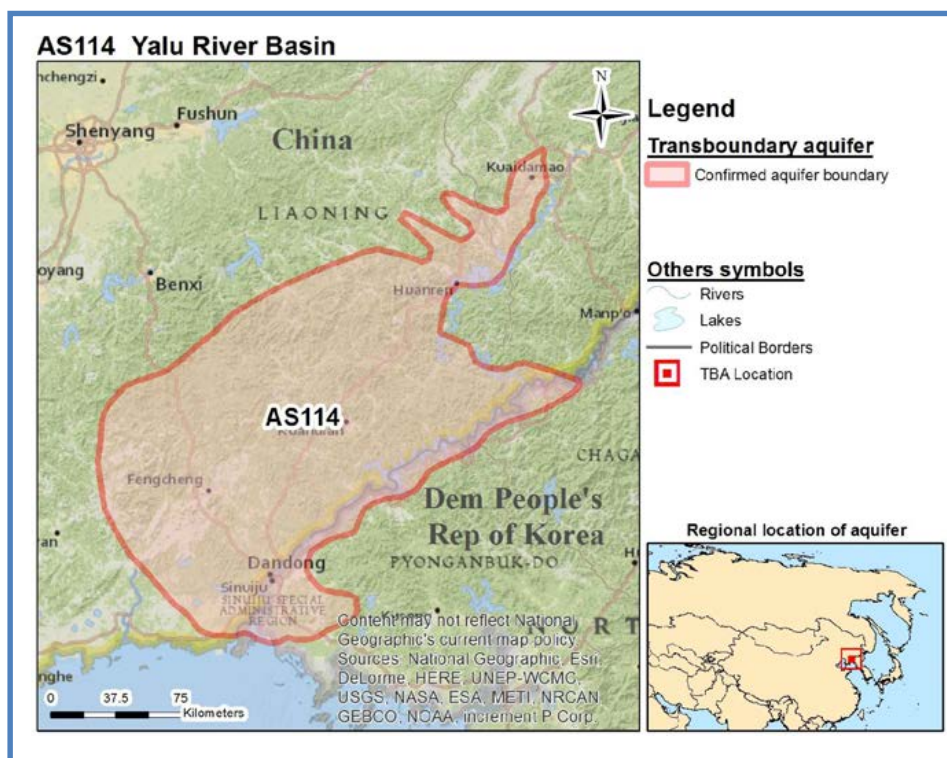 AS114 Yalu River Basin
nchengzi
Fushun
Shenyang
China
N
Kuaidamao
LIAONING
oyang
Benxi
Huanren
Manp'o
AS114
Kuandian
Fengcheng
CHAGA
Dem People's
Rep of Korea
PYONGANBUK-DO
Dandong
Sinuiju
SINUIJU SPECIAL
ADMINISTRATIVE
REGION
Kusong
NORT
Content may not reflect National
Geographic's current map policy.
Sources: National Geographic, Esri,
DeLorme, HERE, UNEP-WCMC,
USGS, NASA, ESA, METI, NRCAN,
GEBCO, NOAA, increment P Corp.
nghe
0 37.5 75
Kilometers
Legend
Transboundary aquifer
Confirmed aquifer boundary
Others symbols
Rivers
Lakes
Political Borders
TBA Location
Regional location of aquifer